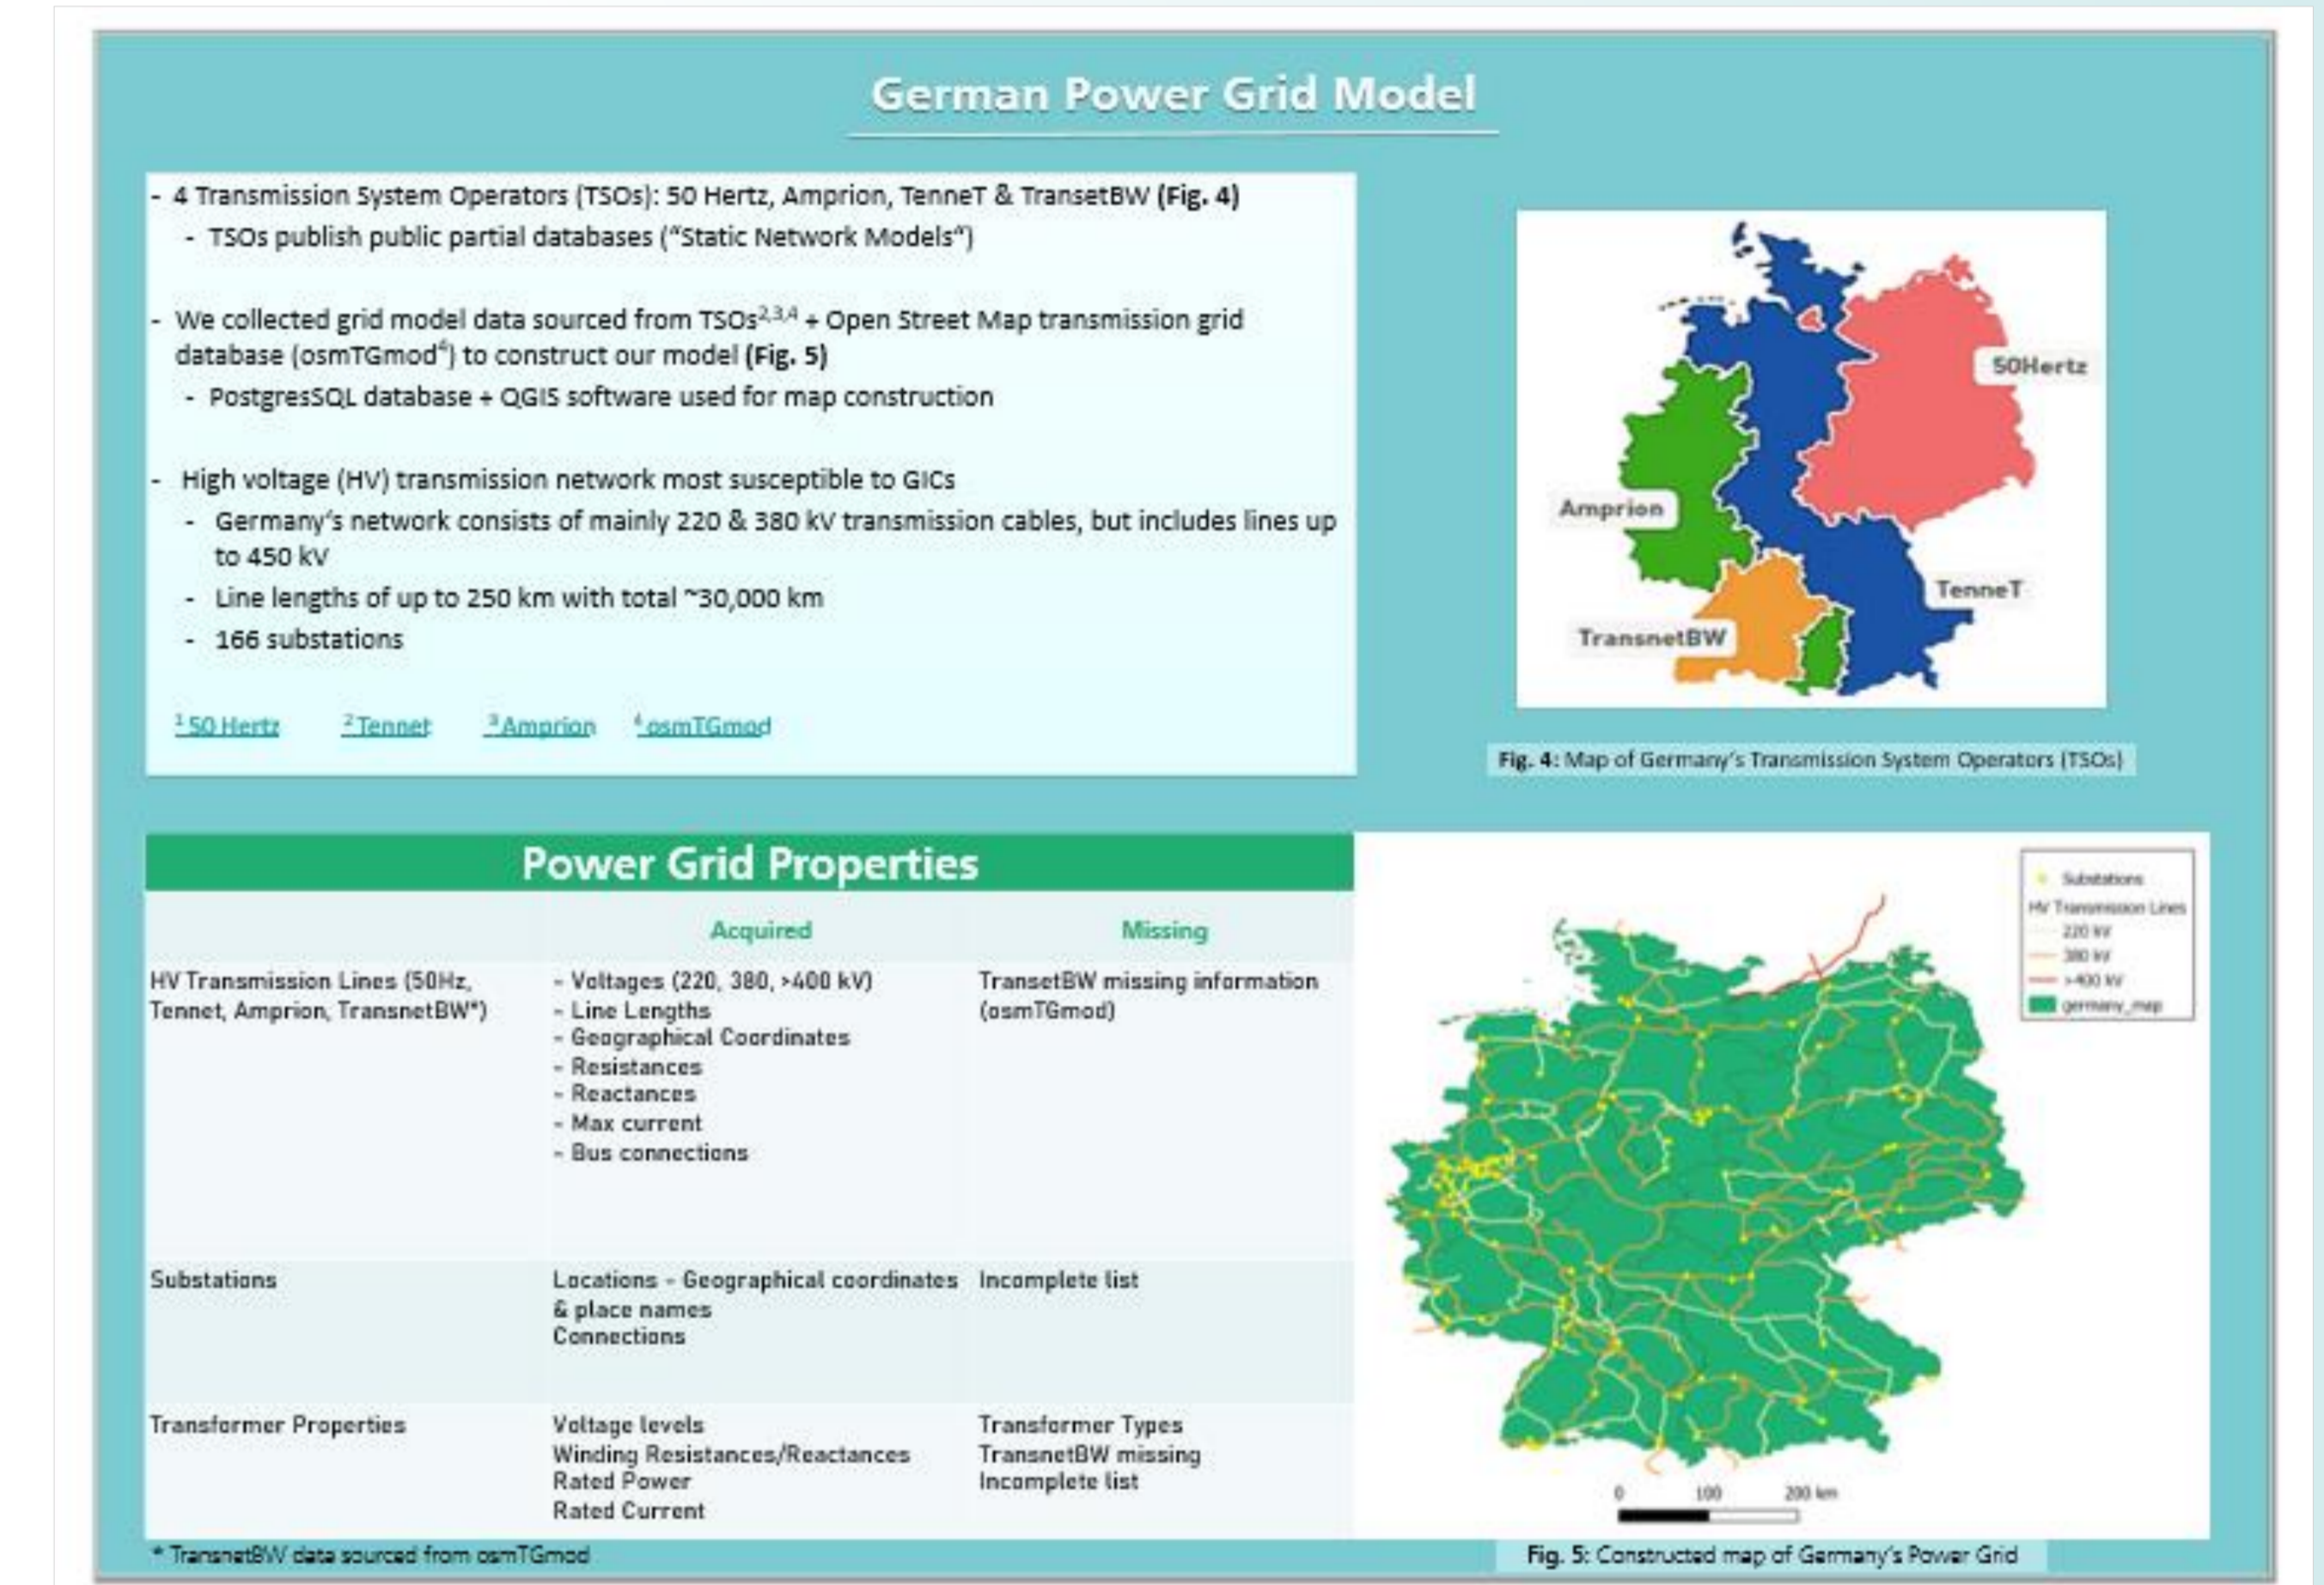 German Power Grid Model
- 4 Transmission System Operators (TSOs): 50 Hertz, Amprion, TenneT & TransetBW (Fig. 4)
- TSOs publish public partial databases (“Static Network Models“)
- We collected grid model data sourced from TSOs2,3,4 + Open Street Map transmission grid
database (osmTGmod4) to construct our model (Fig. 5)
- PostgresSQL database + QGIS software used for map construction
- High voltage (HV) transmission network most susceptible to GICs
- Germany’s network consists of mainly 220 & 380 kV transmission cables, but includes lines up
to 450 kV
- Line lengths of up to 250 km with total ~30,000 km
- 166 substations
1 50 Hertz 2 Tennet 3 Amprion 4 osmTGmod
50Hertz
Amprion
TenneT
TransnetBW
Fig. 4: Map of Germany’s Transmission System Operators (TSOs)
Power Grid Properties
Acquired Missing
HV Transmission Lines (50Hz,
Tennet, Amprion, TransnetBW*)
- Voltages (220, 380, >400 kV)
- Line Lengths
- Geographical Coordinates
- Resistances
- Reactances
- Max current
- Bus connections
TransetBW missing information
(osmTGmod)
Substations
Locations - Geographical coordinates
& place names
Connections
Incomplete list
Transformer Properties
Voltage levels
Winding Resistances/Reactances
Rated Power
Rated Current
Transformer Types
TransnetBW missing
Incomplete list
* TransnetBW data sourced from osmTGmod
Substations
HV Transmission Lines
220 kV
380 kV
>400 kV
germany_map
0 100 200 km
Fig. 5: Constructed map of Germany’s Power Grid